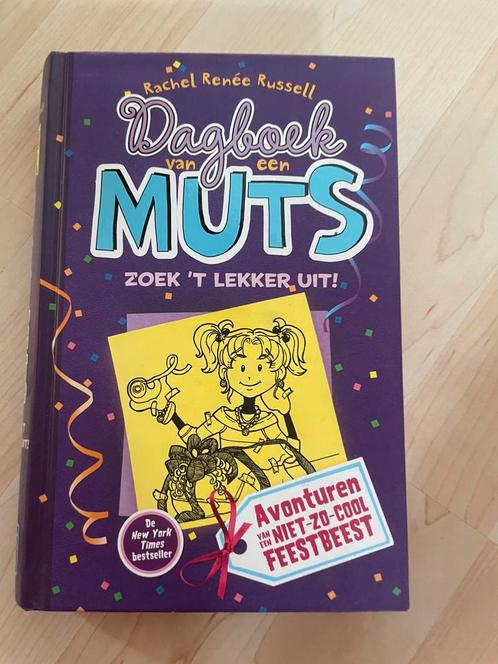 Rachel Renée Russell
Dagboek
van een
MUTS
ZOEK 'T LEKKER UIT!
Avonturen
VAN EEN NIET-ZO-COOL
FEESTBEEST
De
New York
Times
bestseller